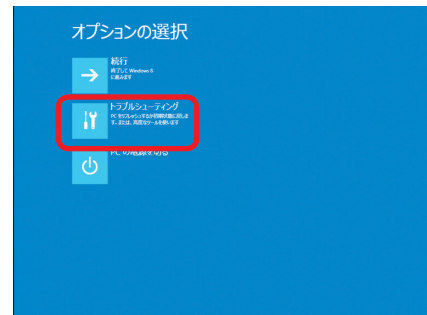 オプションの選択
続行
終了して Windows 8
に進みます
トラブルシューティング
PC をリフレッシュするか初期状態に戻しま
す。または、高度なツールを使います
PC の電源を切る